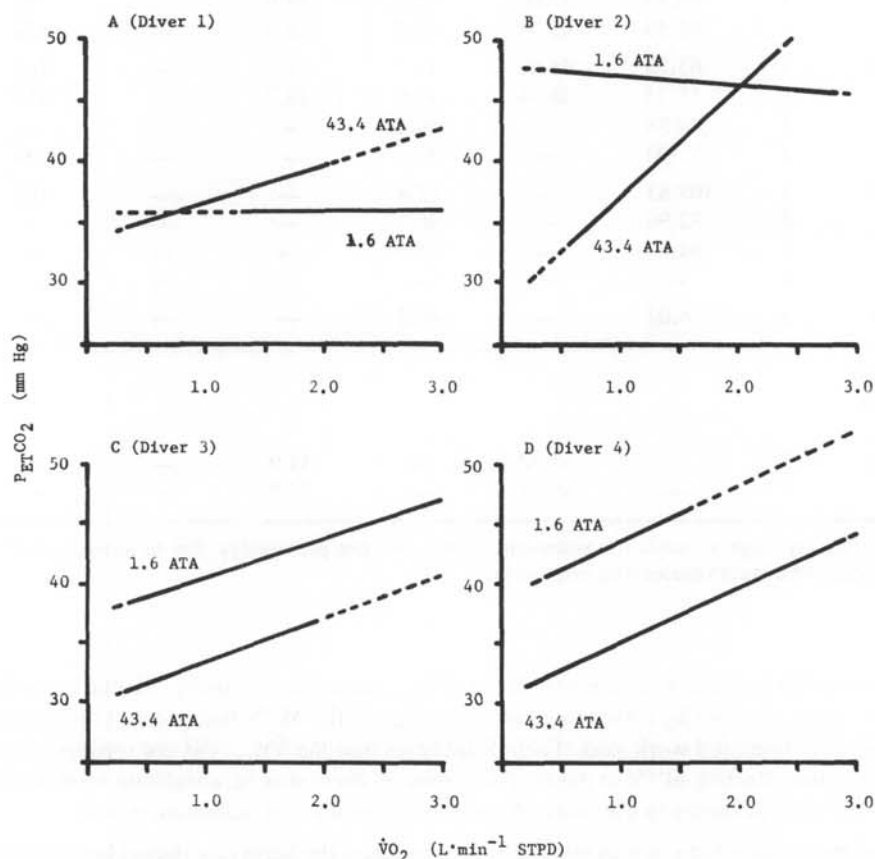 A (Diver 1)
50
40
30
43.4 ATA
1.6 ATA
1.0
2.0
3.0
B (Diver 2)
50
40
30
1.6 ATA
43.4 ATA
1.0
2.0
3.0
C (Diver 3)
50
40
30
1.6 ATA
43.4 ATA
1.0
2.0
3.0
D (Diver 4)
50
40
30
1.6 ATA
43.4 ATA
1.0
2.0
3.0
PETCO2 (mm Hg)
V̇O2 (L·min⁻¹ STPD)